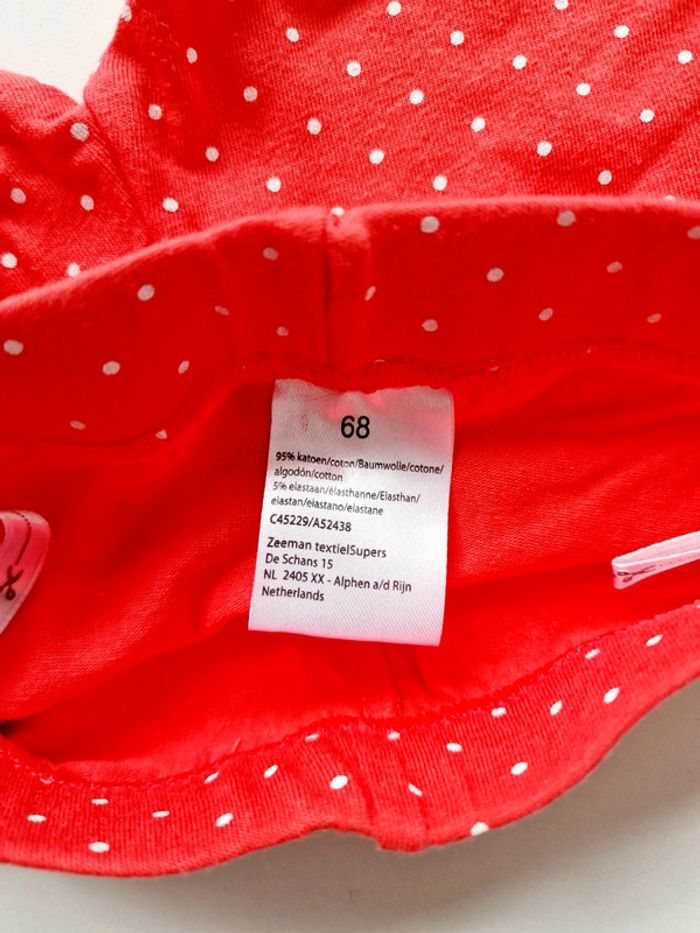 68
95% katoen/coton/Baumwolle/cotone/
algodón/cotton
5% elastaan/élasthanne/Elasthan/
elastan/elastano/elastane
C45229/A52438
Zeeman textielSupers
De Schans 15
NL 2405 XX - Alphen a/d Rijn
Netherlands